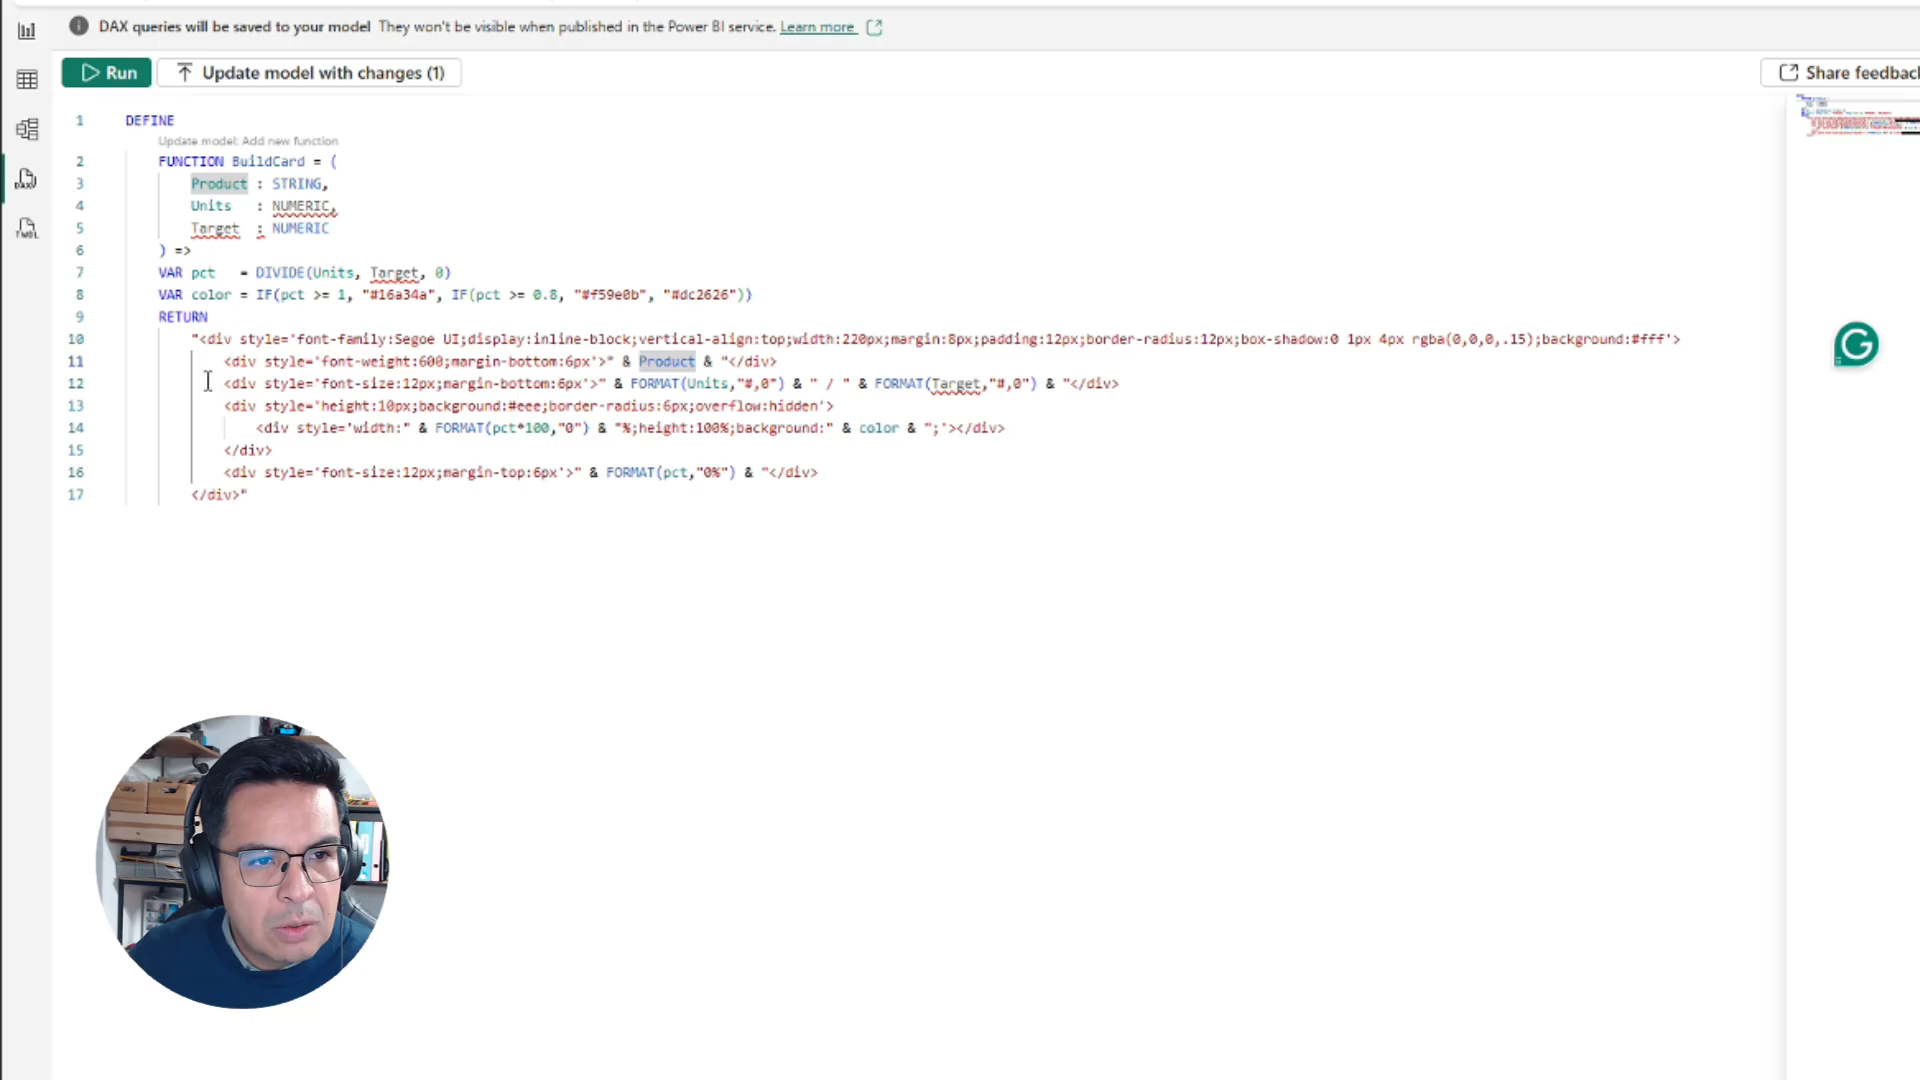 DAX queries will be saved to your model They won't be visible when published in the Power BI service. Learn more
Run
Update model with changes (1)
Share feedback
1 DEFINE
Update model: Add new function
2 FUNCTION BuildCard = (
3 Product : STRING,
4 Units : NUMERIC,
5 Target : NUMERIC
6 ) =>
7 VAR pct = DIVIDE(Units, Target, 0)
8 VAR color = IF(pct >= 1, "#16a34a", IF(pct >= 0.8, "#f59e0b", "#dc2626"))
9 RETURN
10 "<div style='font-family:Segoe UI;display:inline-block;vertical-align:top;width:220px;margin:8px;padding:12px;border-radius:12px;box-shadow:0 1px 4px rgba(0,0,0,.15);background:#fff'>
11 <div style='font-weight:600;margin-bottom:6px'>" & Product & "</div>
12 <div style='font-size:12px;margin-bottom:6px'>" & FORMAT(Units,"#,0") & " / " & FORMAT(Target,"#,0") & "</div>
13 <div style='height:10px;background:#eee;border-radius:6px;overflow:hidden'>
14 <div style='width:" & FORMAT(pct*100,"0") & "%;height:100%;background:" & color & ";'></div>
15 </div>
16 <div style='font-size:12px;margin-top:6px'>" & FORMAT(pct,"0%") & "</div>
17 </div>"
DAX
TMDL
G